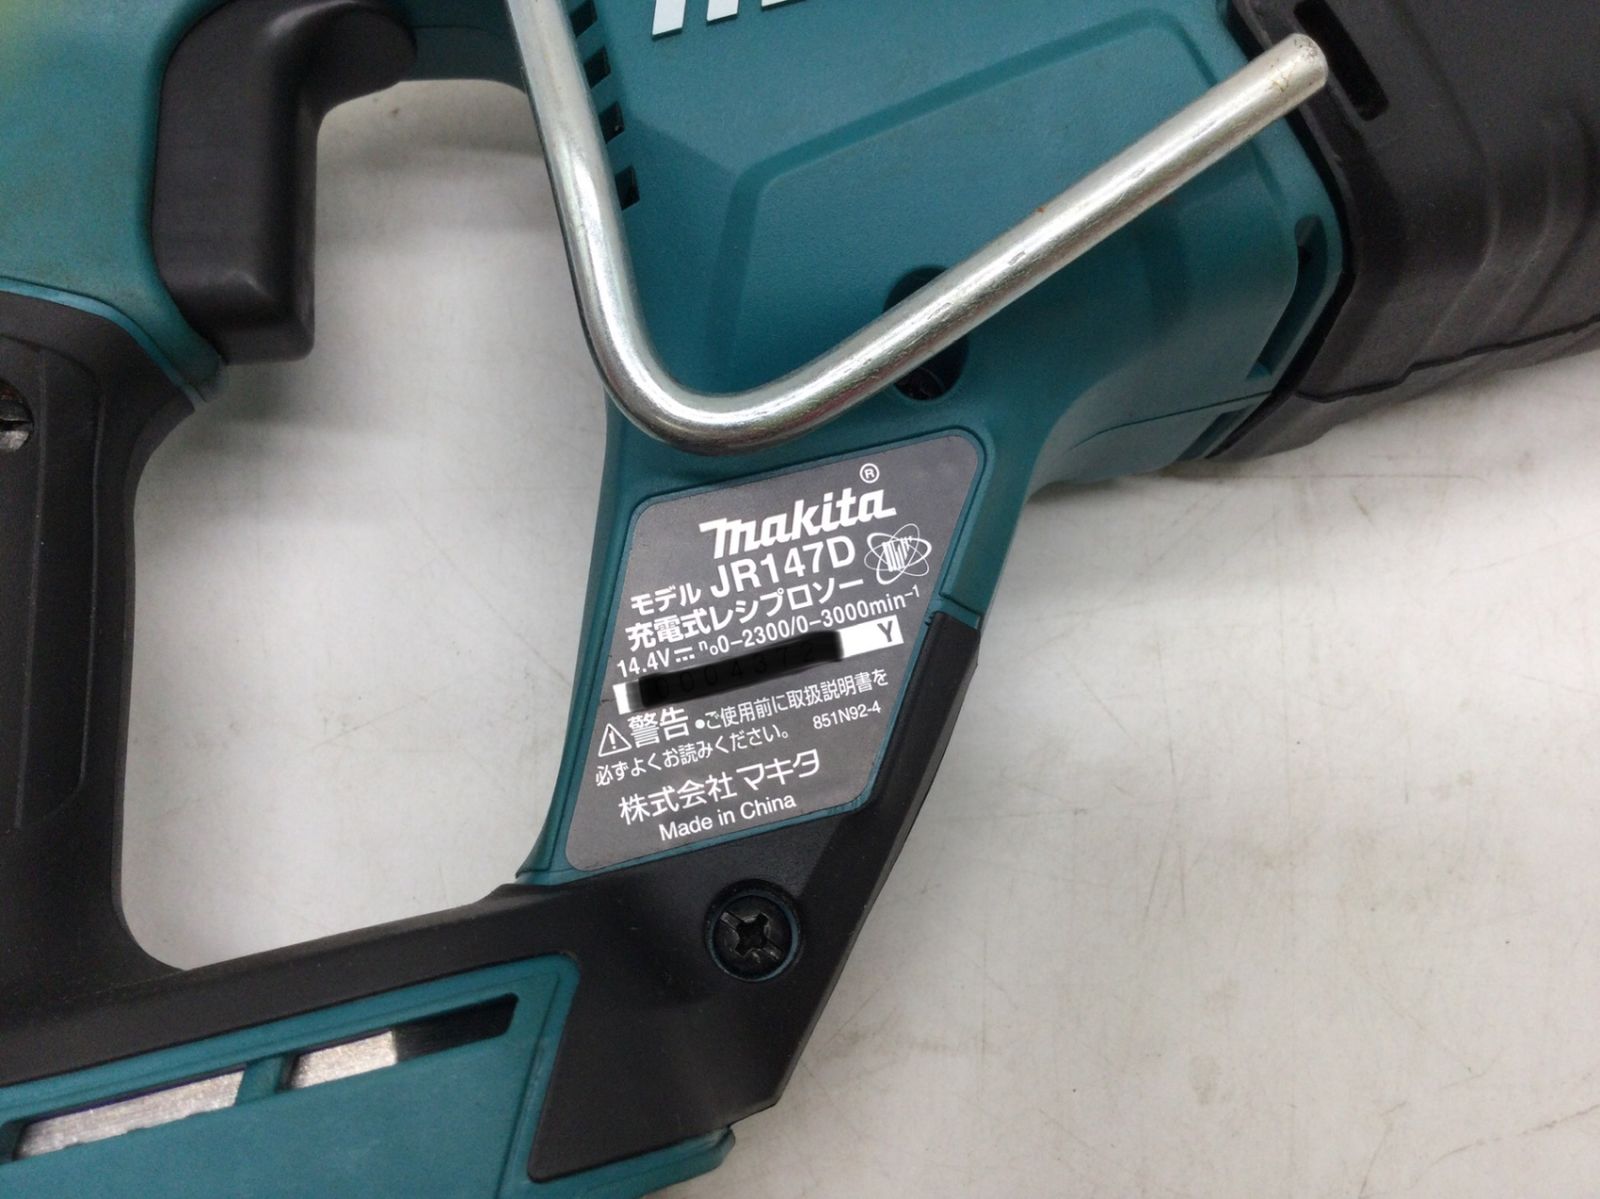 makita®
モデル JR147D
充電式レシプロソー
14.4V⎓ n₀0-2300/0-3000min⁻¹
Y
⚠警告 •ご使用前に取扱説明書を
必ずよくお読みください。 851N92-4
株式会社マキタ
Made in China